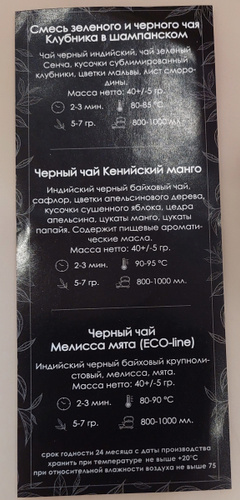 Смесь зеленого и черного чая
Клубника в шампанском
Чай черный индийский, чай зеленый
Сенча, кусочки сублимированный
клубники, цветки мальвы, лист сморо-
дины.
Масса нетто: 40+/-5 гр.
2-3 мин. 80-85 °C
5-7 гр. 800-1000 мл.
Черный чай Кенийский манго
Индийский черный байховый чай,
сафлор, цветки апельсинового дерева,
кусочки сушенного яблока, цедра
апельсина, цукаты манго, цукаты
папайя. Содержит пищевые аромати-
ческие масла.
Масса нетто: 40+/-5 гр.
2-3 мин. 90-95 °C
5-7 гр. 800-1000 мл.
Черный чай
Мелисса мята (ECO-line)
Индийский черный байховый крупноли-
стовый, мелисса, мята.
Масса нетто: 40+/-5 гр.
2-3 мин. 80-90 °C
5-7 гр. 800-1000 мл.
срок годности 24 месяца с даты производства
хранить при температуре не выше +20°C
при относительной влажности воздуха не выше 75